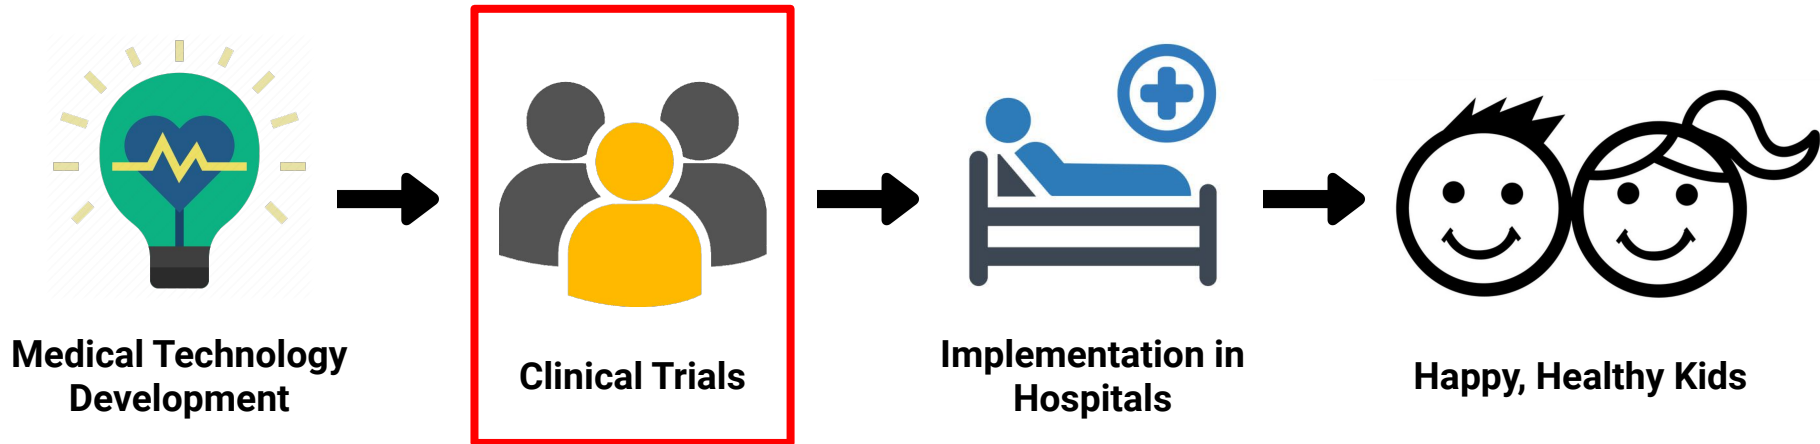 Medical Technology
Development
Clinical Trials
Implementation in
Hospitals
Happy, Healthy Kids